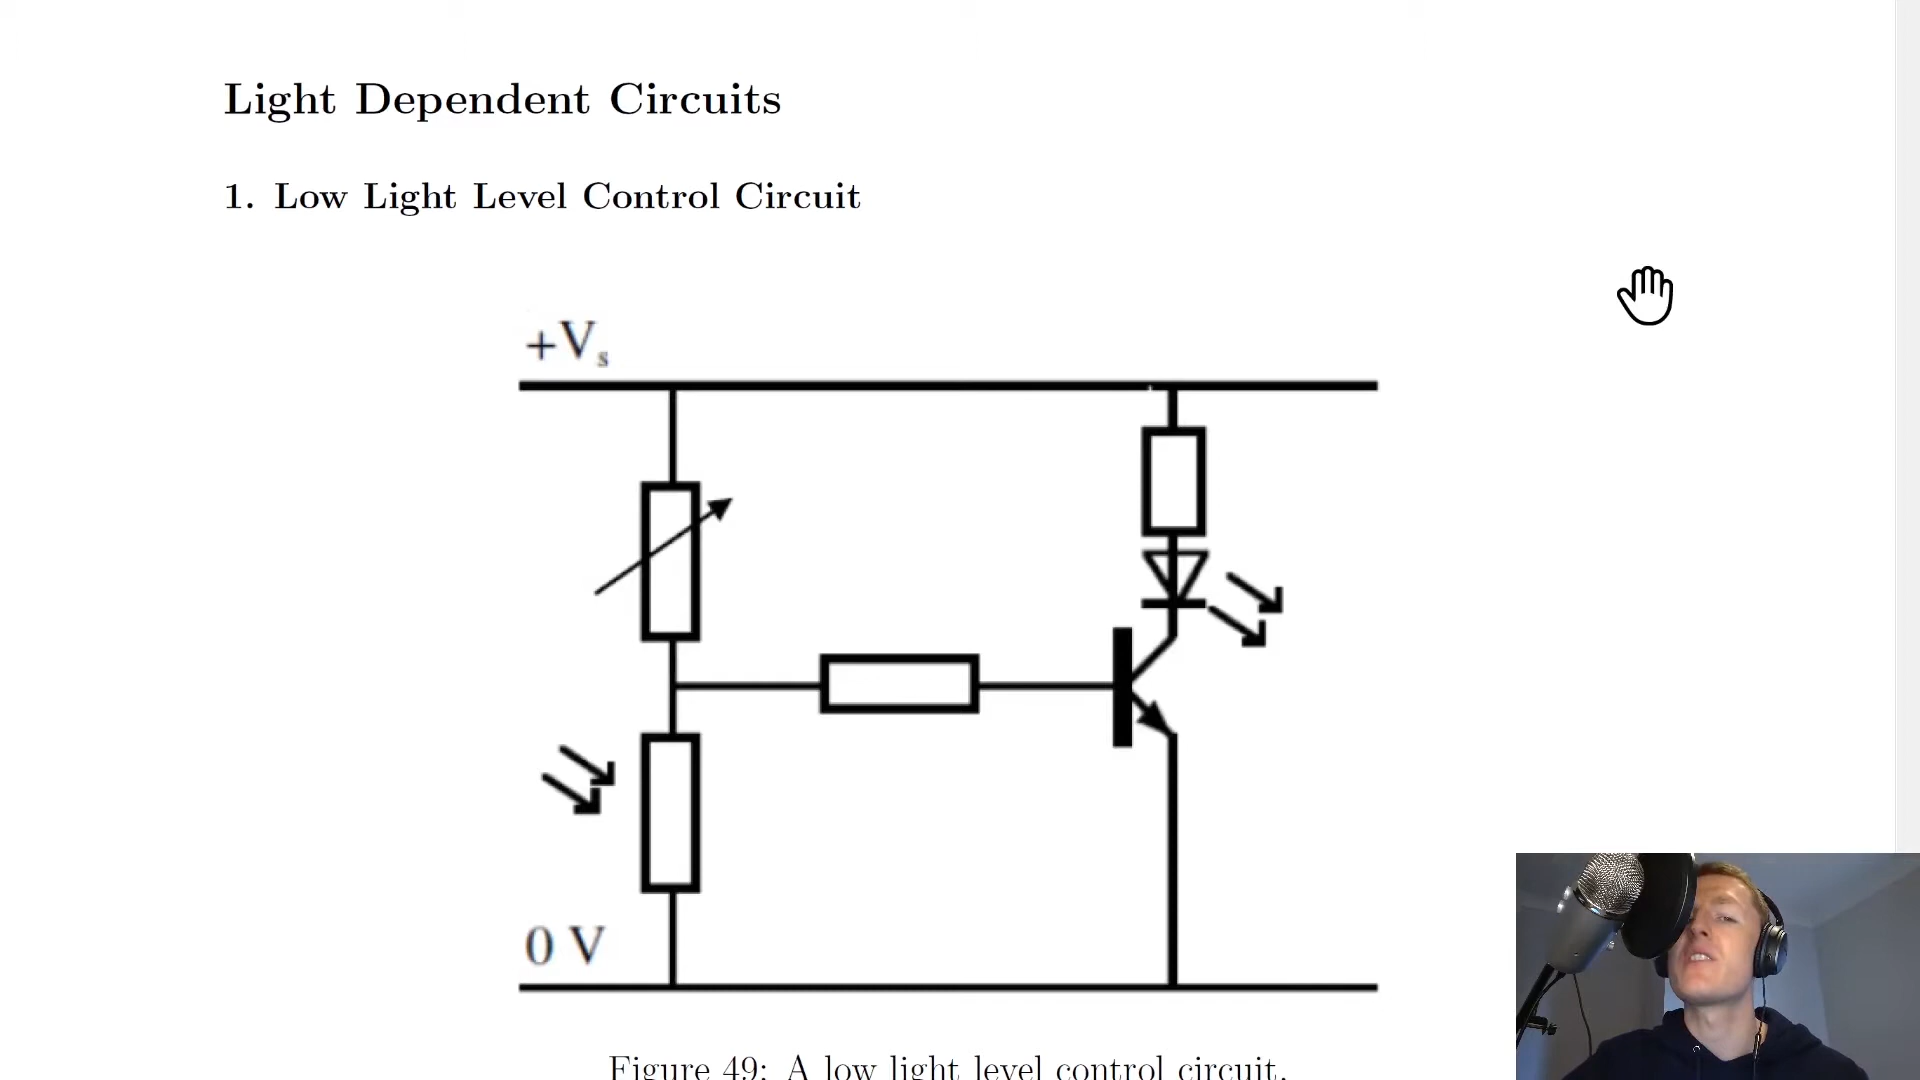 Light Dependent Circuits
1. Low Light Level Control Circuit
+Vs
0 V
Figure 49: A low light level control circuit.